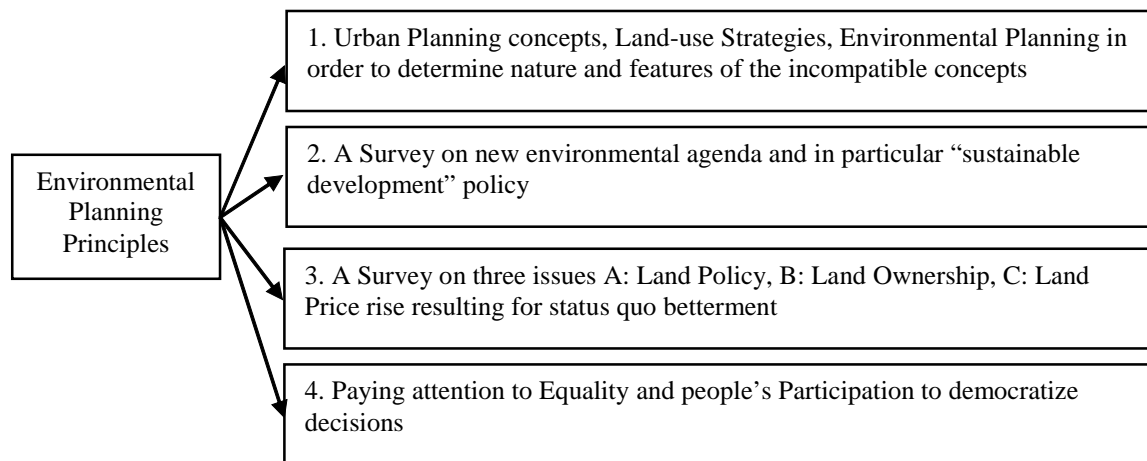 1. Urban Planning concepts, Land-use Strategies, Environmental Planning in
order to determine nature and features of the incompatible concepts
2. A Survey on new environmental agenda and in particular “sustainable
development” policy
Environmental
Planning
Principles
3. A Survey on three issues A: Land Policy, B: Land Ownership, C: Land
Price rise resulting for status quo betterment
4. Paying attention to Equality and people’s Participation to democratize
decisions